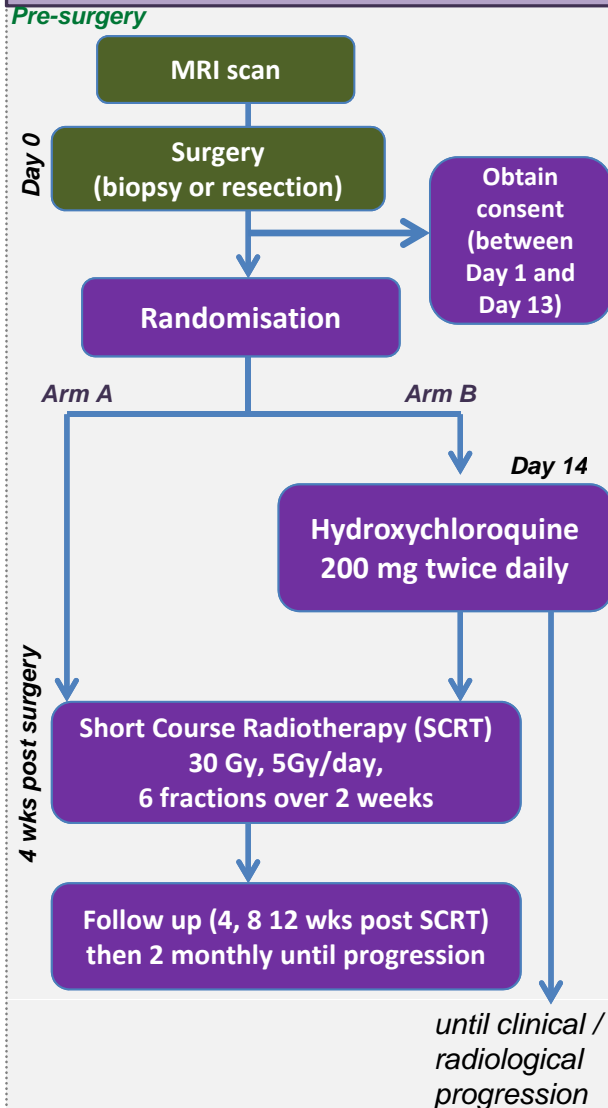 Pre-surgery
MRI scan
Day 0
Surgery
(biopsy or resection)
Obtain
consent
(between
Day 1 and
Day 13)
Randomisation
Arm A
Arm B
Day 14
Hydroxychloroquine
200 mg twice daily
4 wks post surgery
Short Course Radiotherapy (SCRT)
30 Gy, 5Gy/day,
6 fractions over 2 weeks
Follow up (4, 8 12 wks post SCRT)
then 2 monthly until progression
until clinical /
radiological
progression